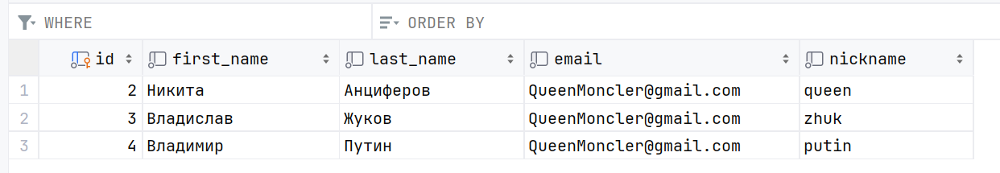 WHERE ORDER BY
id first_name last_name email nickname
1 2 Никита Анциферов QueenMoncler@gmail.com queen
2 3 Владислав Жуков QueenMoncler@gmail.com zhuk
3 4 Владимир Путин QueenMoncler@gmail.com putin